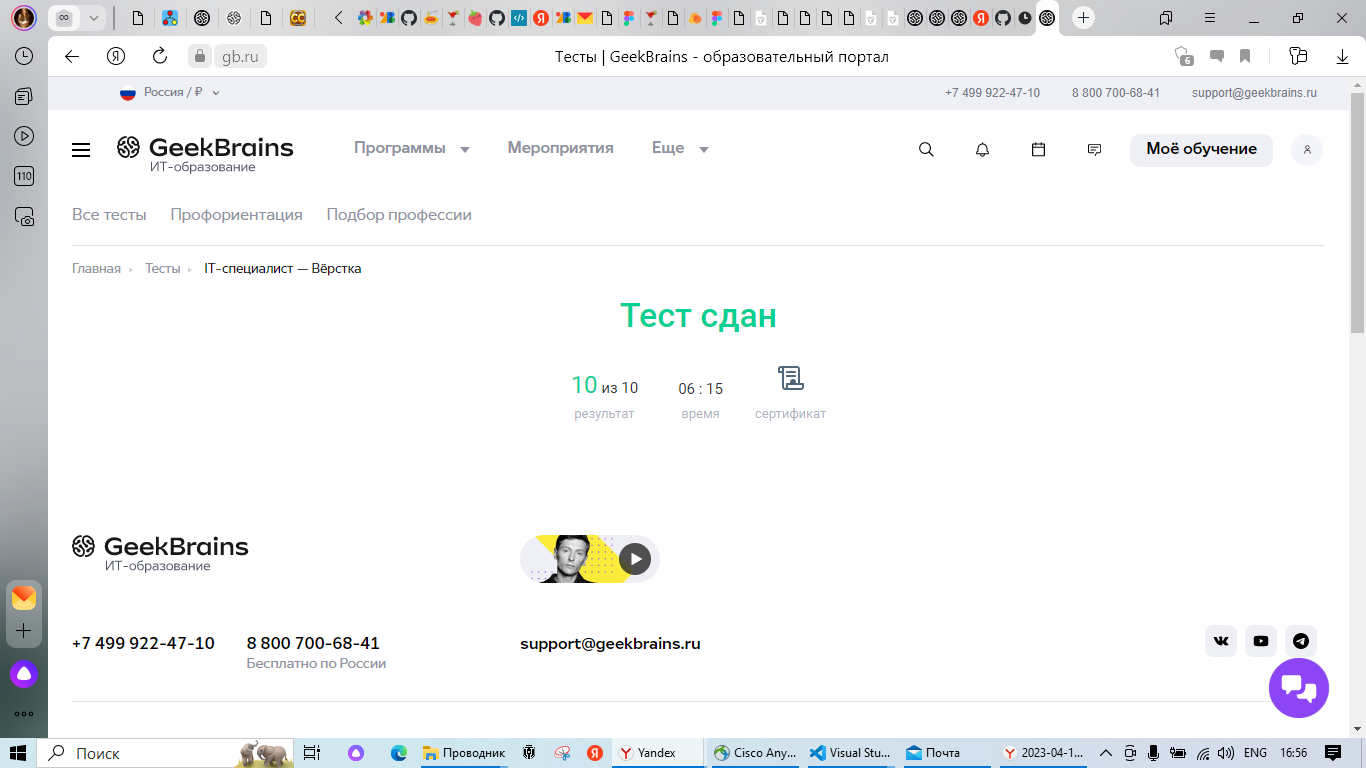 gb.ru
Тесты | GeekBrains - образовательный портал
6
Россия / ₽
+7 499 922-47-10
8 800 700-68-41
support@geekbrains.ru
110
GeekBrains
ИТ-образование
Программы
Мероприятия
Еще
Моё обучение
Все тесты
Профориентация
Подбор профессии
Главная
Тесты
IT-специалист — Вёрстка
Тест сдан
10 из 10
06 : 15
результат
время
сертификат
GeekBrains
ИТ-образование
+7 499 922-47-10
8 800 700-68-41
Бесплатно по России
support@geekbrains.ru
Поиск
Проводник
Yandex
Cisco Any...
Visual Stu...
Почта
2023-04-1...
ENG
16:56